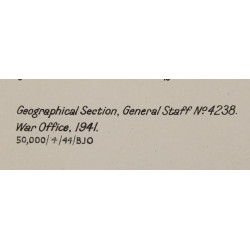 Geographical Section, General Staff No 4238.
War Office, 1941.
50,000/4/44/BJO